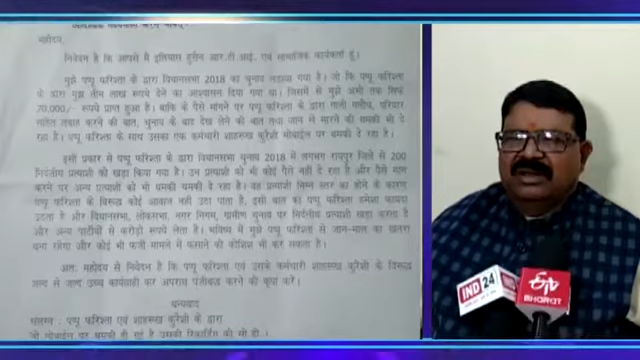 महोदय,
निवेदन है कि आपसे मै इलियास हुसैन आर.टी.आई. एवं सामाजिक कार्यकर्ता हूं।
मुझे पप्पू फरिश्ता के द्वारा विधानसभा 2018 का चुनाव लड़ाया गया है। जो कि पप्पू फरिश्ता
के द्वारा मुझे तीन लाख रूपये देने का आश्वासन दिया गया था। जिसमें से मुझे अभी तक सिर्फ
70,000/- रूपये प्राप्त हुआ है। बाकि के पैसे मांगने पर पप्पू फरिश्ता के द्वारा गाली गलौच, परिवार
सहित तबाह करने की बात, चुनाव के बाद देख लेने की बात तथा जान से मारने की धमकी भी दे
रहा है। पप्पू फरिश्ता के साथ उसका एक कर्मचारी शाहरूख कुरैशी मोबाईल पर धमकी दे रहा है।
इसी प्रकार से पप्पू फरिश्ता के द्वारा विधानसभा चुनाव 2018 में लगभग रायपुर जिले से 200
निर्दलीय प्रत्याशी को खड़ा किया गया है। उन प्रत्याशी को भी कोई पैसे नहीं दे रहा है और पैसे मांग
करने पर अन्य प्रत्याशी को भी धमकी चमकी दे रहा है। वह प्रत्याशी निम्न स्तर का होने के कारण
पप्पू फरिश्ता के विरूद्ध कोई आवाज नहीं उठा पाता है, इसी बात का पप्पू फरिश्ता हमेशा फायदा
उठाता है और विधानसभा, लोकसभा, नगर निगम, ग्रामीण चुनाव पर निर्दलीय प्रत्याशी खड़ा करता है
और अन्य पार्टीयों से करोड़ों रूपये लेता है। भविष्य में मुझे पप्पू फरिश्ता से जान-माल का खतरा
बना रहेगा और कोई भी फर्जी मामले में फसाने की कोशिश भी कर सकता है।
अतः महोदय से निवेदन है कि पप्पू फरिश्ता एवं उसके कर्मचारी शाहरूख कुरैशी के विरूद्ध
जल्द से जल्द उच्च कार्यवाही कर अपराध पंजीबद्ध करने की कृपा करें।
धन्यवाद
संलग्न : पप्पू फरिश्ता एवं शाहरूख कुरैशी के द्वारा
जो मोबाईल पर धमकी दी गई है उसकी रिकार्डिंग की सी.डी.।
IND 24
ETV
BHARAT